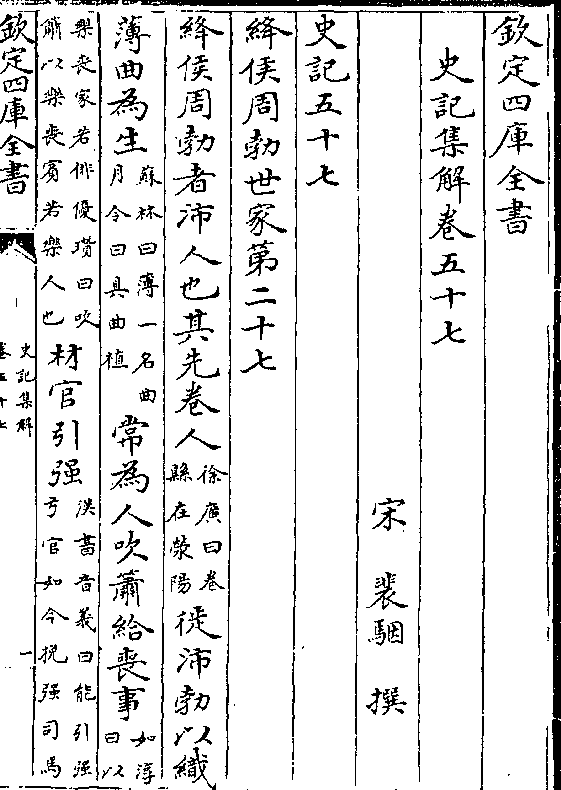 欽定四庫全書
史記集解卷五十七
宋 裴駰 撰
史記五十七
絳侯周勃世家第二十七
絳侯周勃者沛人也其先卷人徐廣曰卷縣在滎陽徙沛勃以織
薄曲為生蘇林曰薄一名曲月令曰具曲植常為人吹簫給喪事如淳曰以
樂喪家若俳優瓚曰吹簫以樂喪賓若樂人也材官引强漢書音義曰能引强弓官如今挽强司馬
欽定四庫全書
史記集解
卷五十七
一